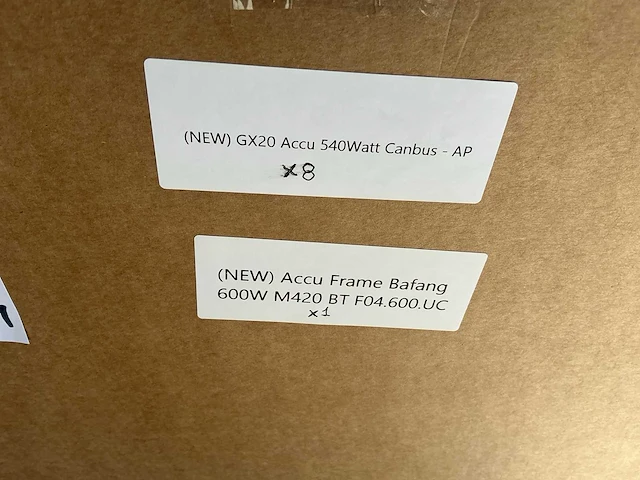 (NEW) GX20 Accu 540Watt Canbus - AP
x8
(NEW) Accu Frame Bafang
600W M420 BT F04.600.UC
x1